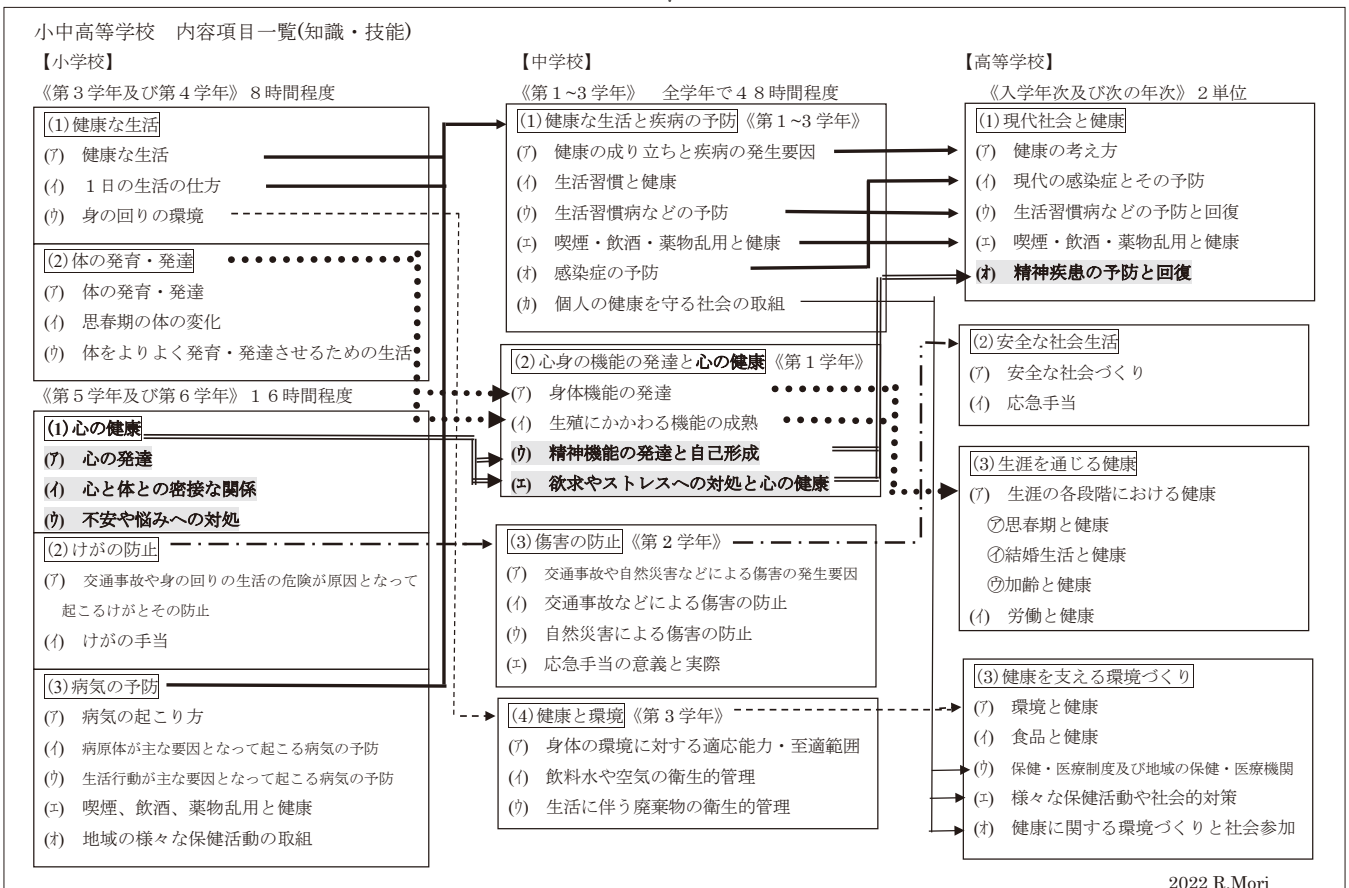 小中高等学校　内容項目一覧(知識・技能)
【小学校】
《第３学年及び第４学年》８時間程度
(1)健康な生活
(ｱ)　健康な生活
(ｲ)　１日の生活の仕方
(ｳ)　身の回りの環境
(2)体の発育・発達
(ｱ)　体の発育・発達
(ｲ)　思春期の体の変化
(ｳ)　体をよりよく発育・発達させるための生活
《第５学年及び第６学年》１６時間程度
(1)心の健康
(ｱ)　心の発達
(ｲ)　心と体との密接な関係
(ｳ)　不安や悩みへの対処
(2)けがの防止
(ｱ)　交通事故や身の回りの生活の危険が原因となって
起こるけがとその防止
(ｲ)　けがの手当
(3)病気の予防
(ｱ)　病気の起こり方
(ｲ)　病原体が主な要因となって起こる病気の予防
(ｳ)　生活行動が主な要因となって起こる病気の予防
(ｴ)　喫煙、飲酒、薬物乱用と健康
(ｵ)　地域の様々な保健活動の取組
【中学校】
《第１~３学年》　全学年で４８時間程度
(1)健康な生活と疾病の予防《第１~３学年》
(ｱ)　健康の成り立ちと疾病の発生要因
(ｲ)　生活習慣と健康
(ｳ)　生活習慣病などの予防
(ｴ)　喫煙・飲酒・薬物乱用と健康
(ｵ)　感染症の予防
(ｶ)　個人の健康を守る社会の取組
(2)心身の機能の発達と心の健康《第１学年》
(ｱ)　身体機能の発達
(ｲ)　生殖にかかわる機能の成熟
(ｳ)　精神機能の発達と自己形成
(ｴ)　欲求やストレスへの対処と心の健康
(3)傷害の防止《第２学年》
(ｱ)　交通事故や自然災害などによる傷害の発生要因
(ｲ)　交通事故などによる傷害の防止
(ｳ)　自然災害による傷害の防止
(ｴ)　応急手当の意義と実際
(4)健康と環境《第３学年》
(ｱ)　身体の環境に対する適応能力・至適範囲
(ｲ)　飲料水や空気の衛生的管理
(ｳ)　生活に伴う廃棄物の衛生的管理
【高等学校】
《入学年次及び次の年次》２単位
(1)現代社会と健康
(ｱ)　健康の考え方
(ｲ)　現代の感染症とその予防
(ｳ)　生活習慣病などの予防と回復
(ｴ)　喫煙・飲酒・薬物乱用と健康
(ｵ)　精神疾患の予防と回復
(2)安全な社会生活
(ｱ)　安全な社会づくり
(ｲ)　応急手当
(3)生涯を通じる健康
(ｱ)　生涯の各段階における健康
㋐思春期と健康
㋑結婚生活と健康
㋒加齢と健康
(ｲ)　労働と健康
(3)健康を支える環境づくり
(ｱ)　環境と健康
(ｲ)　食品と健康
(ｳ)　保健・医療制度及び地域の保健・医療機関
(ｴ)　様々な保健活動や社会的対策
(ｵ)　健康に関する環境づくりと社会参加
2022 R.Mori